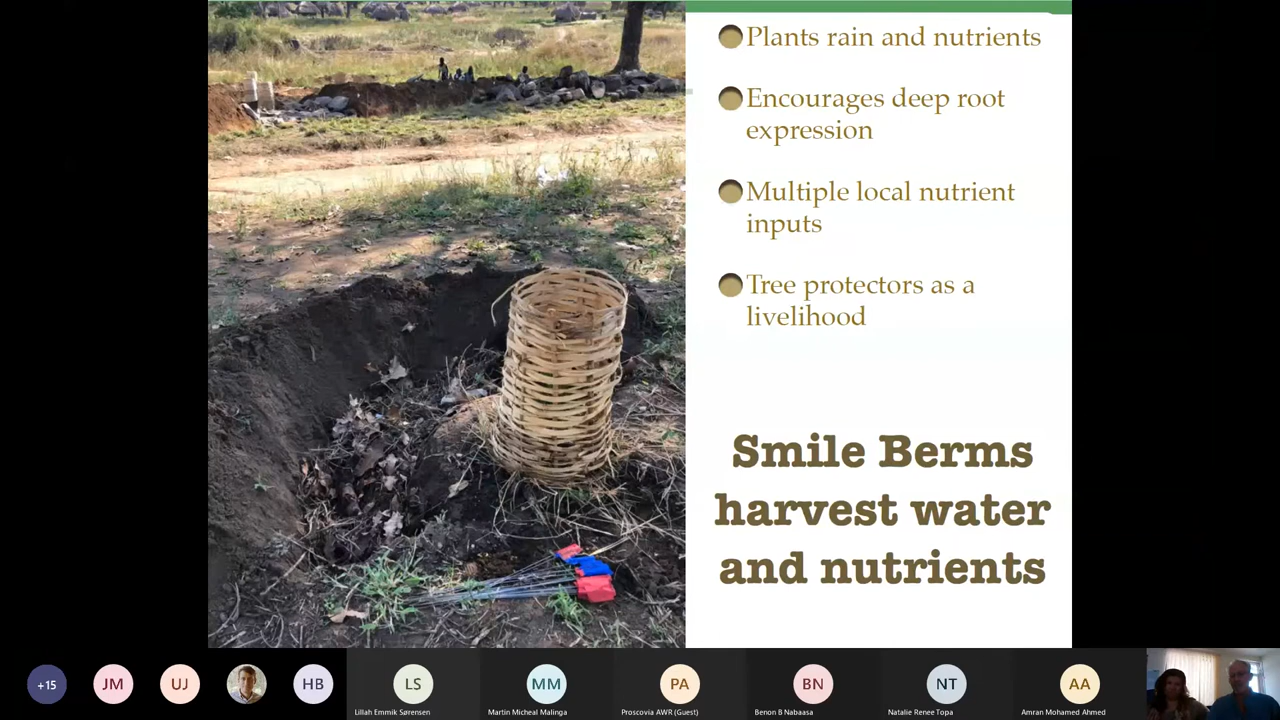 Plants rain and nutrients
Encourages deep root
expression
Multiple local nutrient
inputs
Tree protectors as a
livelihood
Smile Berms
harvest water
and nutrients
+15
JM
UJ
HB
LS
MM
PA
BN
NT
AA
Lillah Emmik Sørensen
Martin Micheal Malinga
Proscovia AWR (Guest)
Benon B Nabaasa
Natalie Renee Topa
Amran Mohamed Ahmed